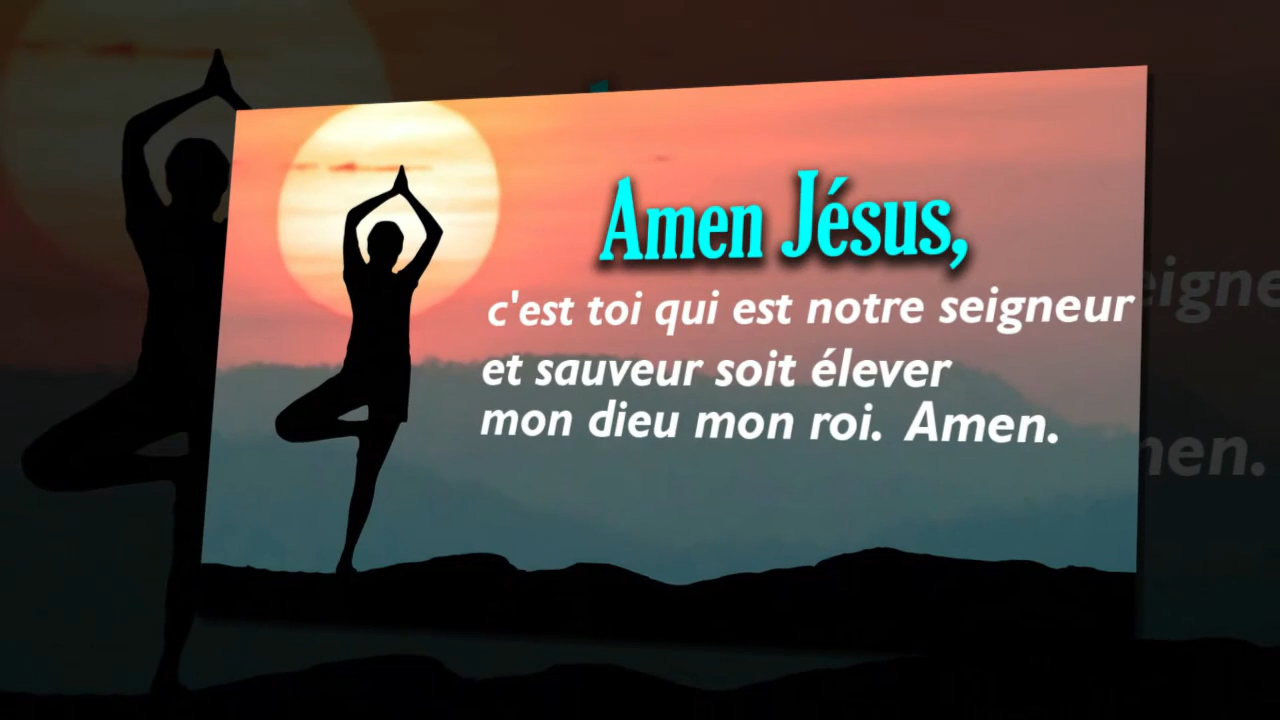 Amen Jésus,
c'est toi qui est notre seigneur
et sauveur soit élever
mon dieu mon roi. Amen.